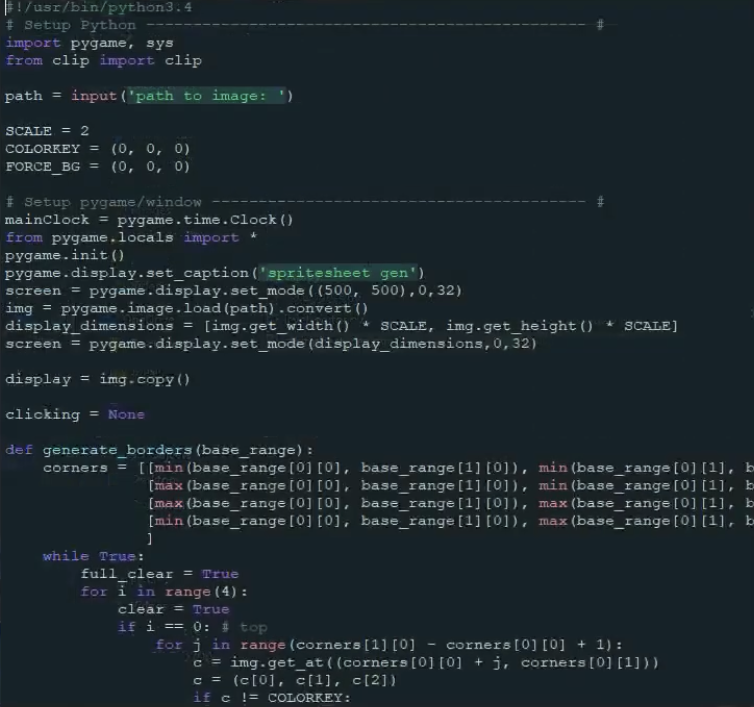 #!/usr/bin/python3.4
# Setup Python ----------------------------------------------- #
import pygame, sys
from clip import clip
path = input('path to image: ')
SCALE = 2
COLORKEY = (0, 0, 0)
FORCE_BG = (0, 0, 0)
# Setup pygame/window ---------------------------------------- #
mainClock = pygame.time.Clock()
from pygame.locals import *
pygame.init()
pygame.display.set_caption('spritesheet gen')
screen = pygame.display.set_mode((500, 500),0,32)
img = pygame.image.load(path).convert()
display_dimensions = [img.get_width() * SCALE, img.get_height() * SCALE]
screen = pygame.display.set_mode(display_dimensions,0,32)
display = img.copy()
clicking = None
def generate_borders(base_range):
    corners = [[min(base_range[0][0], base_range[1][0]), min(base_range[0][1], b
               [max(base_range[0][0], base_range[1][0]), min(base_range[0][1], b
               [max(base_range[0][0], base_range[1][0]), max(base_range[0][1], b
               [min(base_range[0][0], base_range[1][0]), max(base_range[0][1], b
               ]
    while True:
        full_clear = True
        for i in range(4):
            clear = True
            if i == 0: # top
                for j in range(corners[1][0] - corners[0][0] + 1):
                    c = img.get_at((corners[0][0] + j, corners[0][1]))
                    c = (c[0], c[1], c[2])
                    if c != COLORKEY: